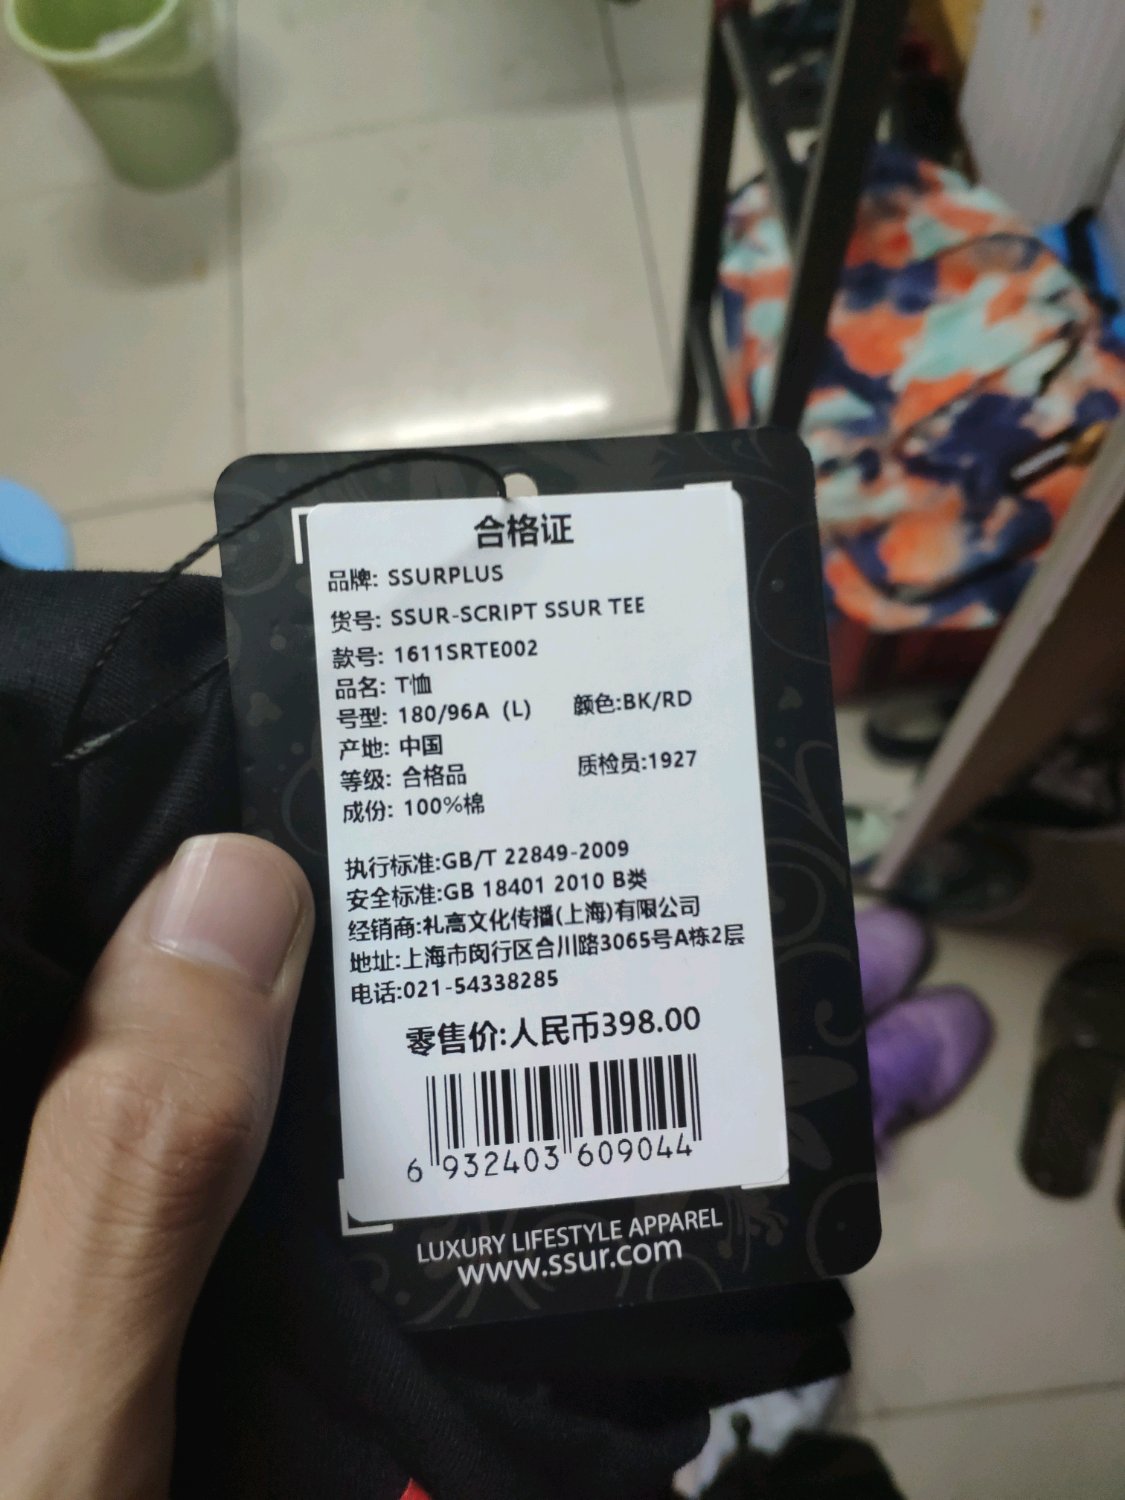 合格证
品牌: SSURPLUS
货号: SSUR-SCRIPT SSUR TEE
款号: 1611SRTE002
品名: T恤
号型: 180/96A (L) 颜色:BK/RD
产地: 中国
等级: 合格品 质检员:1927
成份: 100%棉
执行标准:GB/T 22849-2009
安全标准:GB 18401 2010 B类
经销商:礼高文化传播(上海)有限公司
地址:上海市闵行区合川路3065号A栋2层
电话:021-54338285
零售价:人民币398.00
6 932403 609044
LUXURY LIFESTYLE APPAREL
www.ssur.com